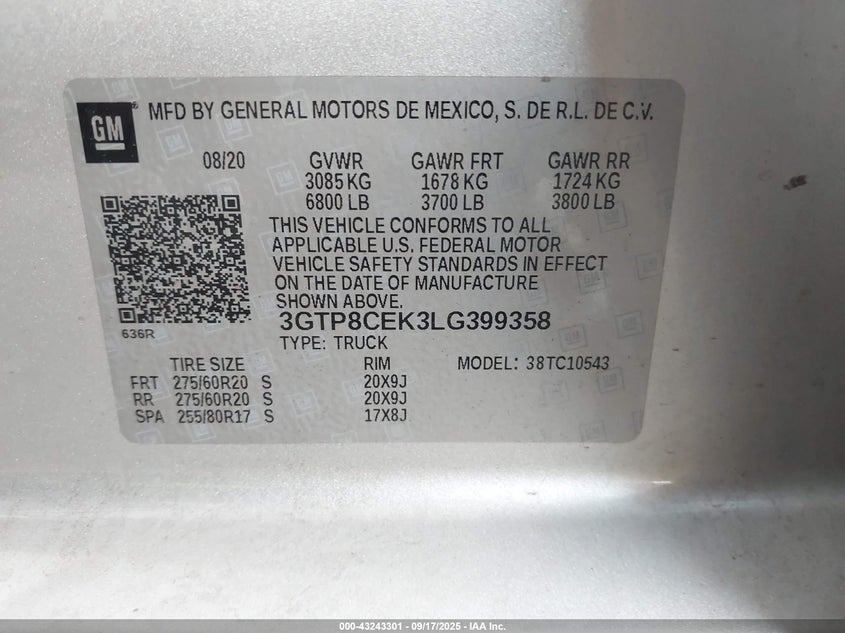 GM
MFD BY GENERAL MOTORS DE MEXICO, S. DE R.L. DE C.V.
08/20 GVWR GAWR FRT GAWR RR
3085 KG 1678 KG 1724 KG
6800 LB 3700 LB 3800 LB
THIS VEHICLE CONFORMS TO ALL
APPLICABLE U.S. FEDERAL MOTOR
VEHICLE SAFETY STANDARDS IN EFFECT
ON THE DATE OF MANUFACTURE
SHOWN ABOVE.
3GTP8CEK3LG399358
636R
TYPE: TRUCK
TIRE SIZE RIM MODEL: 38TC10543
FRT 275/60R20 S 20X9J
RR 275/60R20 S 20X9J
SPA 255/80R17 S 17X8J
000-43243301 - 09/17/2025 - IAA Inc.